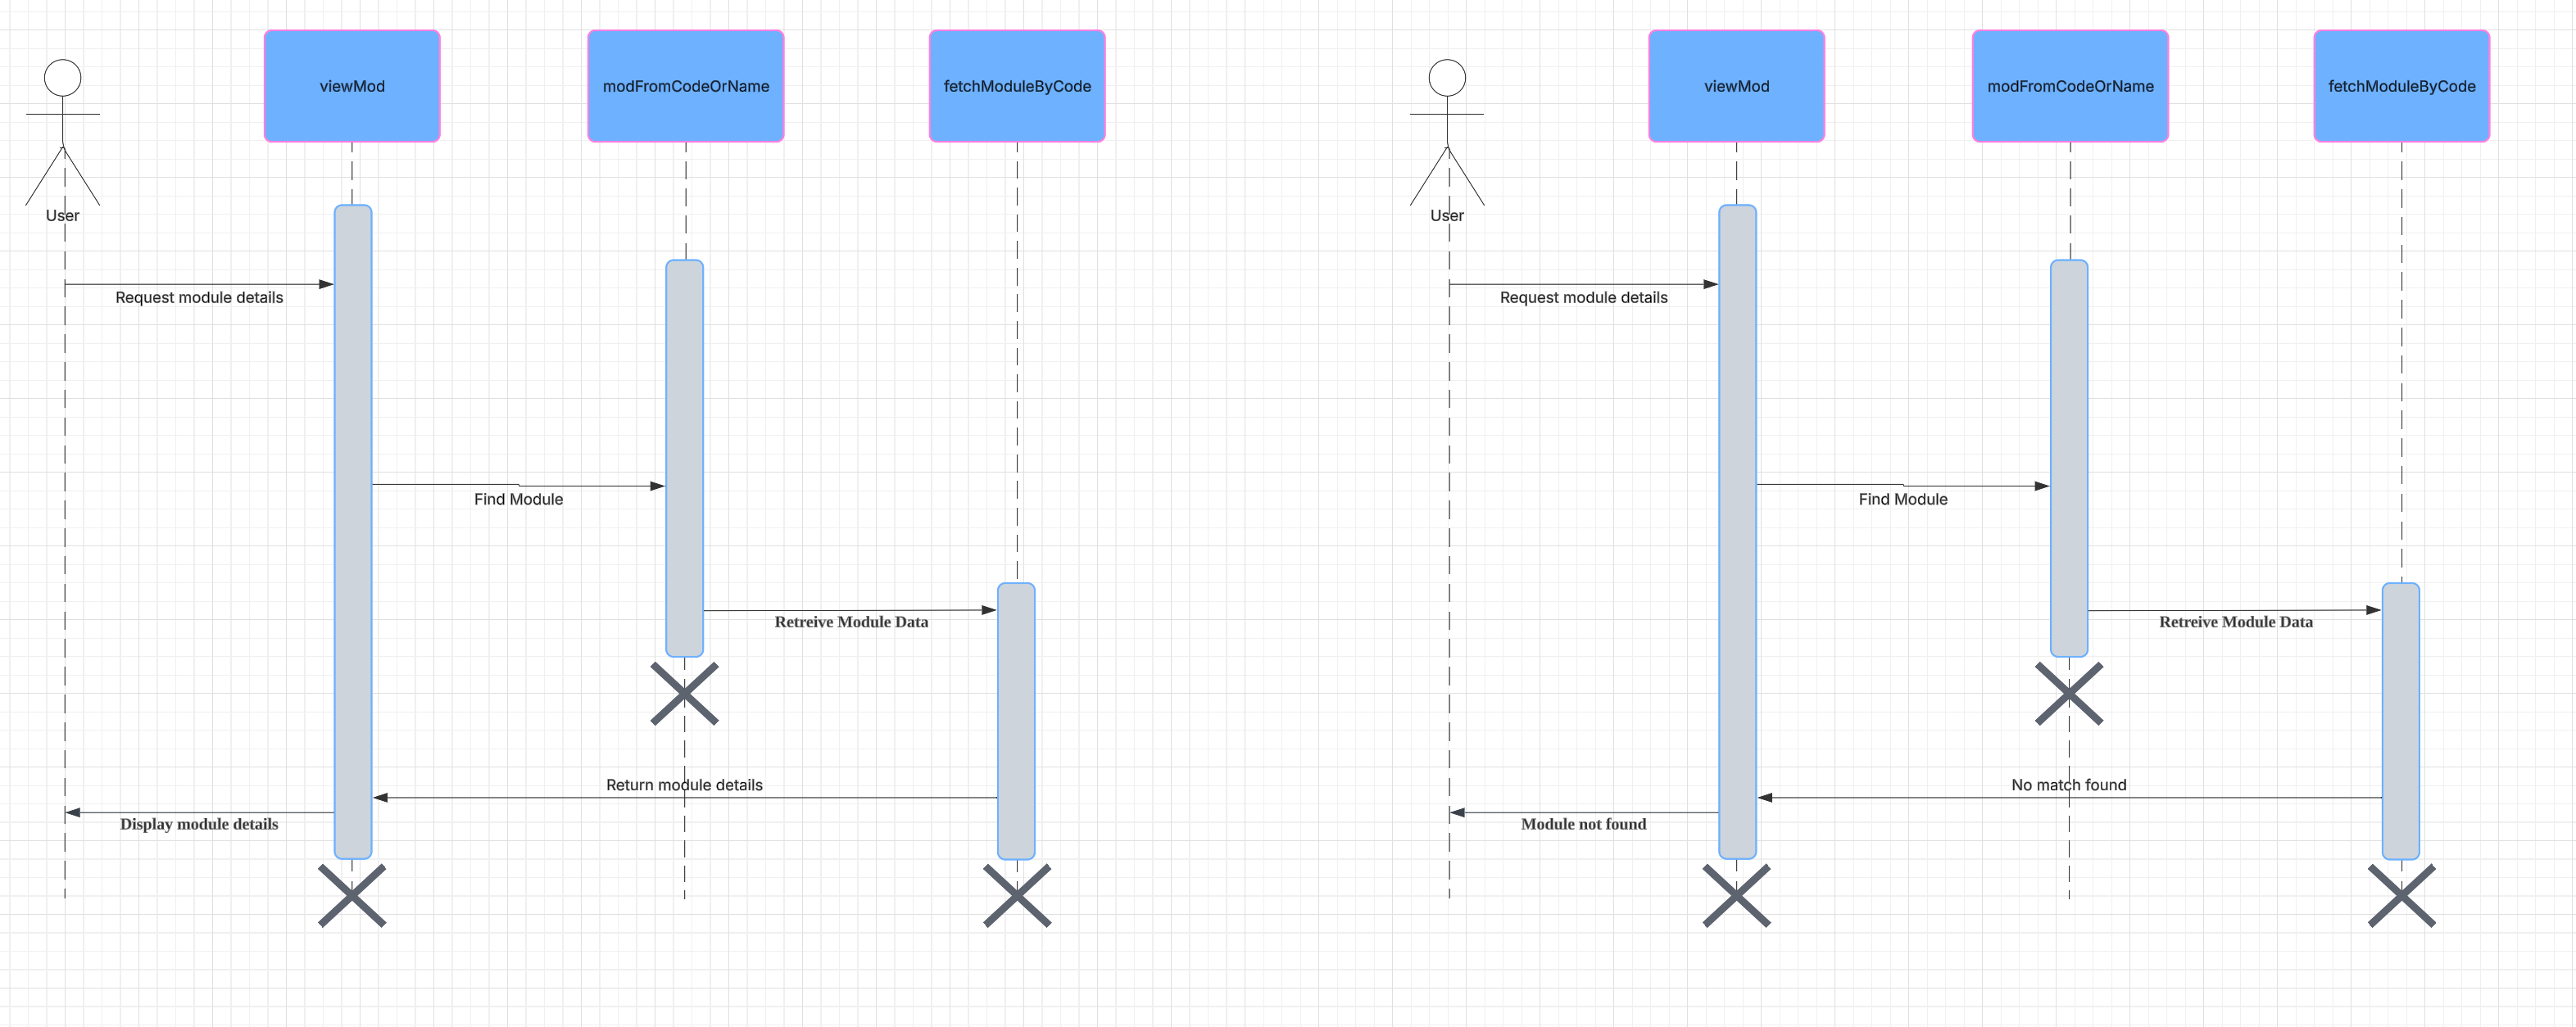 viewMod
modFromCodeOrName
fetchModuleByCode
User
Request module details
Find Module
Retreive Module Data
Return module details
Display module details
viewMod
modFromCodeOrName
fetchModuleByCode
User
Request module details
Find Module
Retreive Module Data
No match found
Module not found